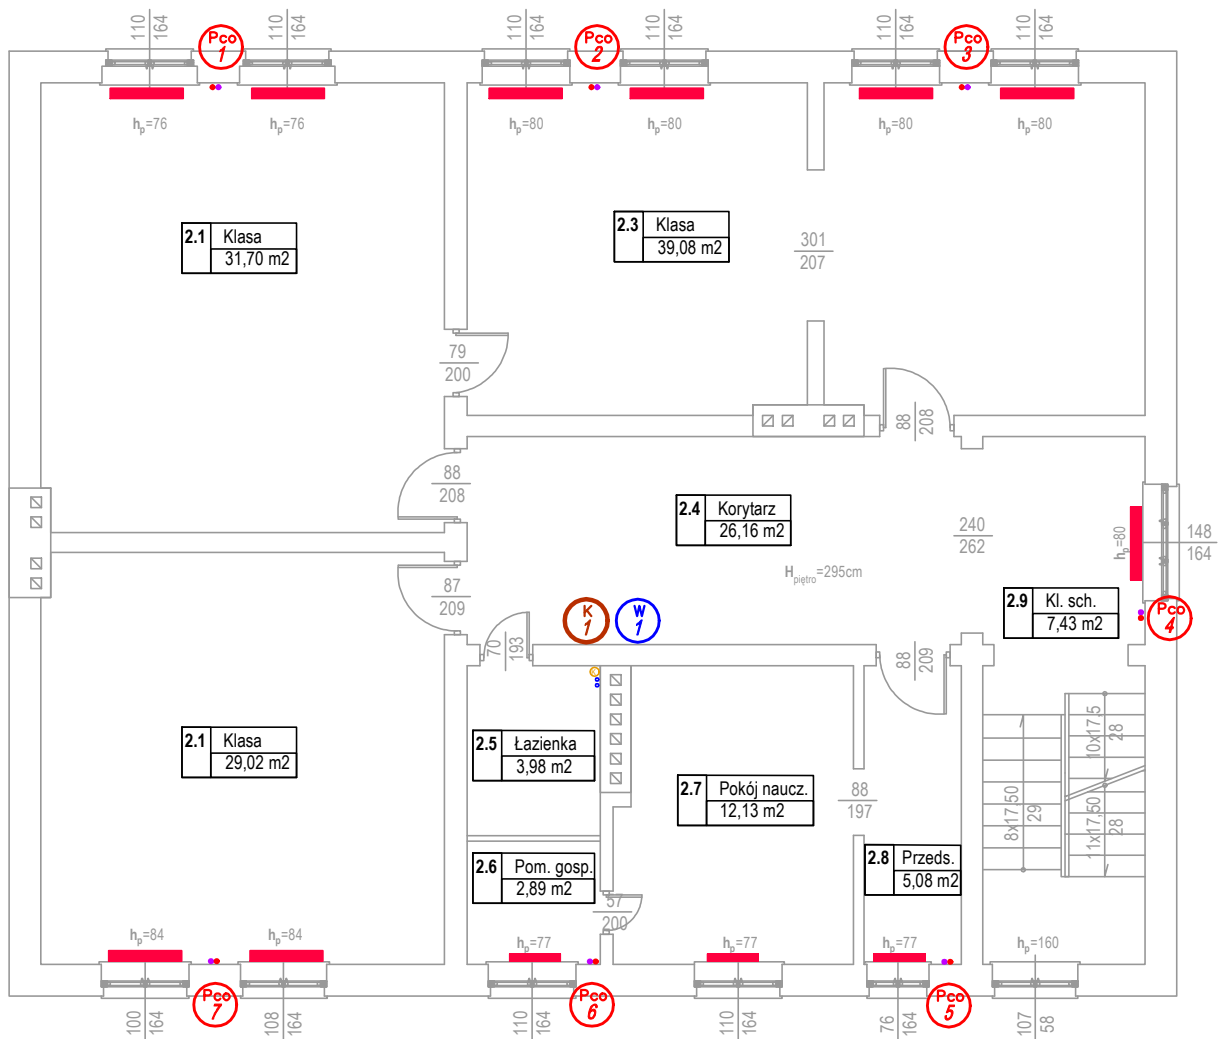 110
164
Pco
1
110
164
110
164
Pco
2
110
164
110
164
Pco
3
110
164
hp=76
hp=76
hp=80
hp=80
hp=80
hp=80
2.1 Klasa
31,70 m2
2.3 Klasa
39,08 m2
301
207
79
200
88
208
88
208
2.4 Korytarz
26,16 m2
240
262
hp=80
148
164
Hpiętro=295cm
87
209
K
1
W
1
2.9 Kl. sch.
7,43 m2
Pco
4
70
193
88
209
2.1 Klasa
29,02 m2
2.5 Łazienka
3,98 m2
10x17,5
28
2.7 Pokój naucz.
12,13 m2
88
197
8x17,50
29
11x17,50
28
2.6 Pom. gosp.
2,89 m2
2.8 Przeds.
5,08 m2
57
200
hp=84
hp=84
hp=77
hp=77
hp=77
hp=160
100
164
Pco
7
108
164
110
164
Pco
6
110
164
76
164
Pco
5
107
58